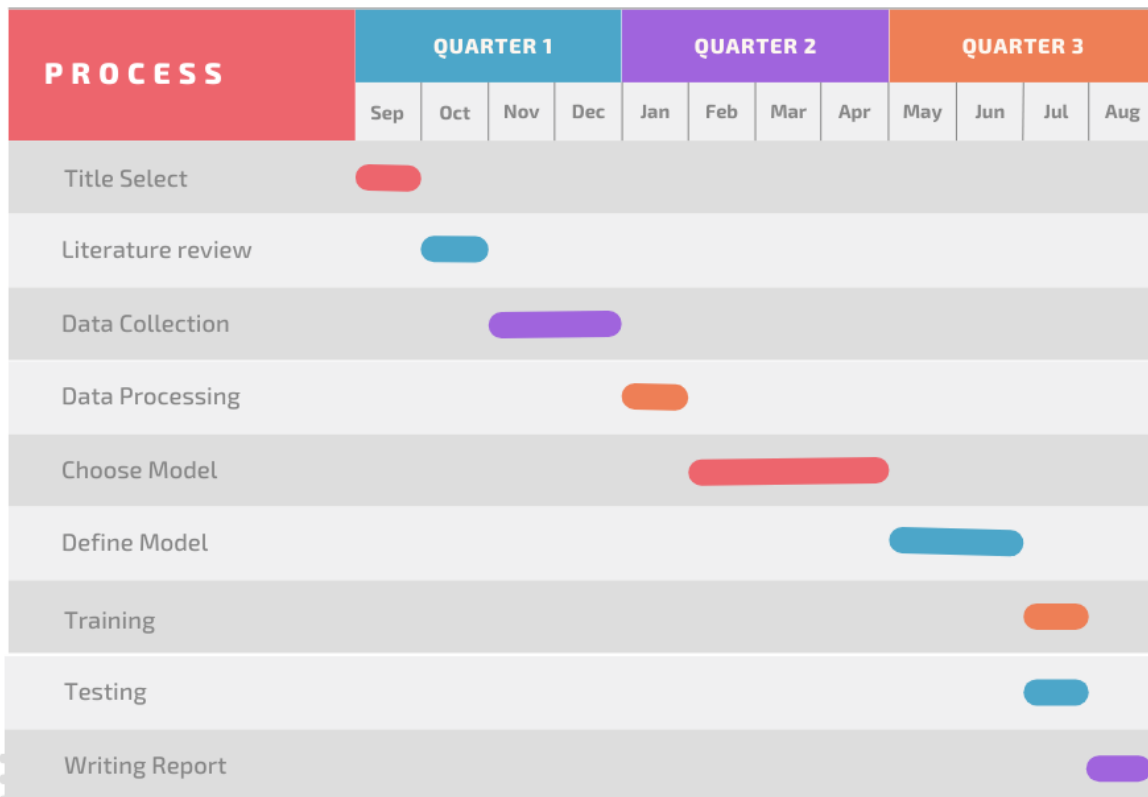 PROCESS
QUARTER 1 QUARTER 2 QUARTER 3
Sep Oct Nov Dec Jan Feb Mar Apr May Jun Jul Aug
Title Select
Literature review
Data Collection
Data Processing
Choose Model
Define Model
Training
Testing
Writing Report